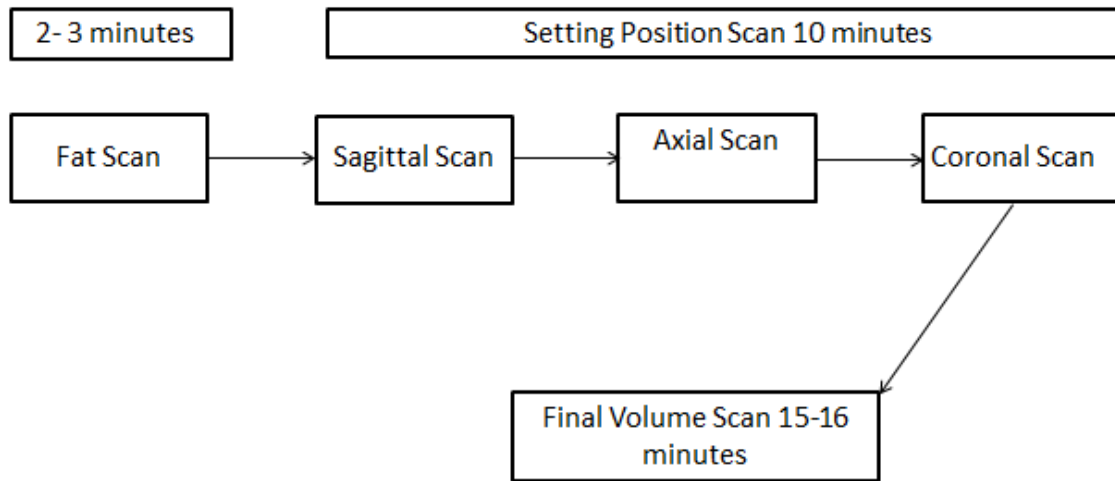 2- 3 minutes
Setting Position Scan 10 minutes
Fat Scan
Sagittal Scan
Axial Scan
Coronal Scan
Final Volume Scan 15-16
minutes